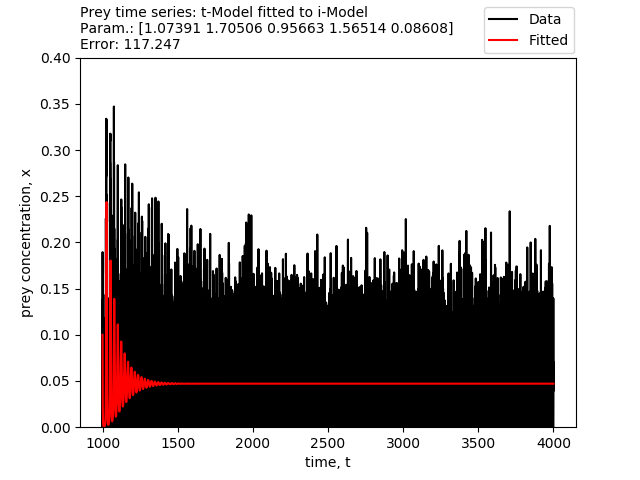 Prey time series: t-Model fitted to i-Model
Param.: [1.07391 1.70506 0.95663 1.56514 0.08608]
Error: 117.247
Data
Fitted
0.40
0.35
0.30
0.25
0.20
0.15
0.10
0.05
0.00
prey concentration, x
1000 1500 2000 2500 3000 3500 4000
time, t